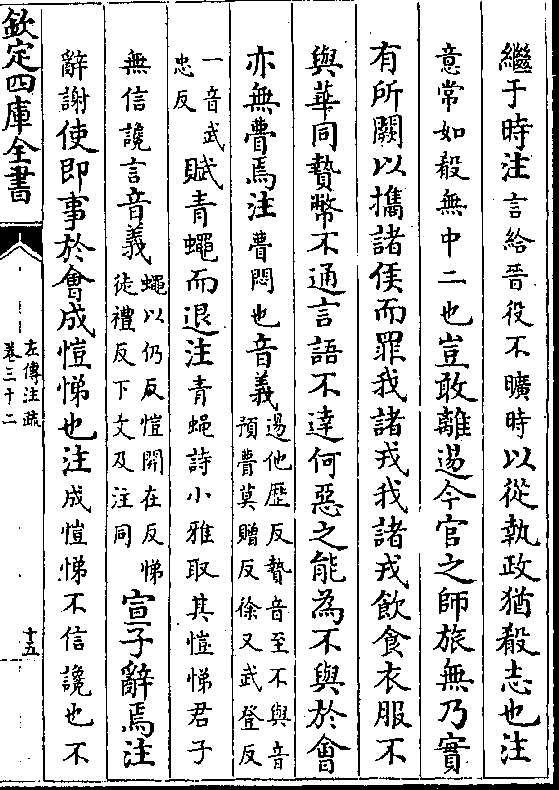 繼于時注言給晉役不曠時以從執政猶殽志也注
意常如殽無中二也豈敢離逷今官之師旅無乃實
有所闕以攜諸侯而罪我諸戎我諸戎飲食衣服不
與華同贄幣不通言語不達何惡之能為不與於會
亦無瞢焉注瞢悶也音義逷他歴反贄音至不與音
預瞢莫贈反徐又武登反
一音武
忠反
賦青蠅而退注青蠅詩小雅取其愷悌君子
無信讒言音義蠅以仍反愷開在反悌
徒禮反下文及注同
宣子辭焉注
辭謝使即事於會成愷悌也注成愷悌不信讒也不
欽定四庫全書
左傳注疏
卷三十二
十五